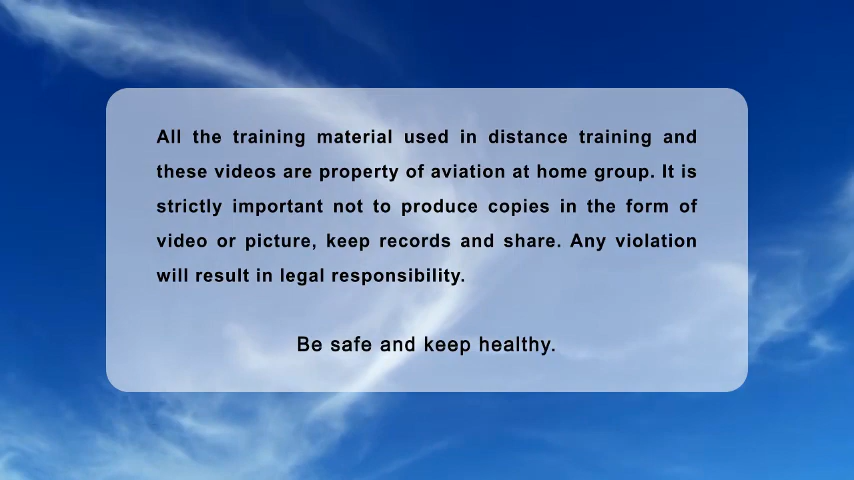 All the training material used in distance training and
these videos are property of aviation at home group. It is
strictly important not to produce copies in the form of
video or picture, keep records and share. Any violation
will result in legal responsibility.
Be safe and keep healthy.